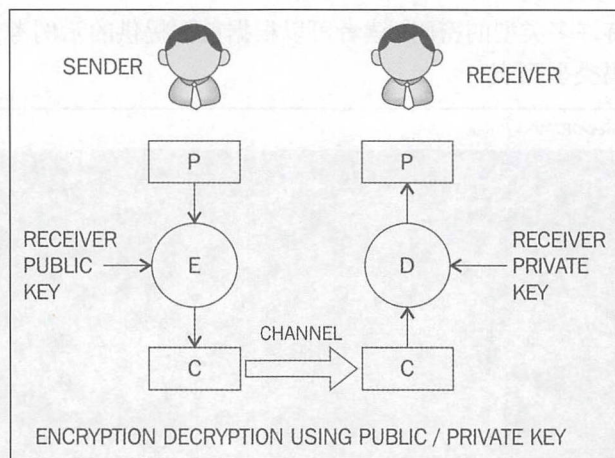 SENDER
RECEIVER
P
P
RECEIVER
PUBLIC
KEY
E
D
RECEIVER
PRIVATE
KEY
CHANNEL
C
C
ENCRYPTION DECRYPTION USING PUBLIC / PRIVATE KEY